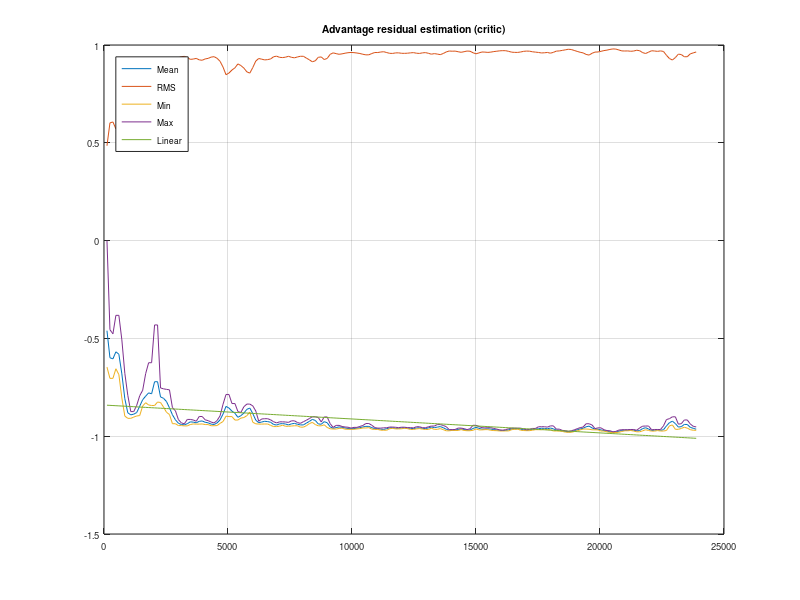 Advantage residual estimation (critic)
1
0.5
0
-0.5
-1
-1.5
Mean
RMS
Min
Max
Linear
0 5000 10000 15000 20000 25000